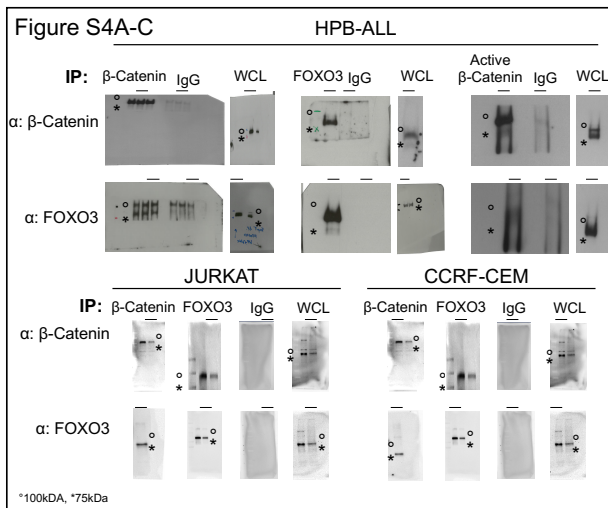 Figure S4A-C
HPB-ALL
IP: β-Catenin IgG WCL FOXO3 IgG WCL Active β-Catenin IgG WCL
α: β-Catenin
α: FOXO3
JURKAT CCRF-CEM
IP: β-Catenin FOXO3 IgG WCL β-Catenin FOXO3 IgG WCL
α: β-Catenin
α: FOXO3
°100kDA, *75kDa